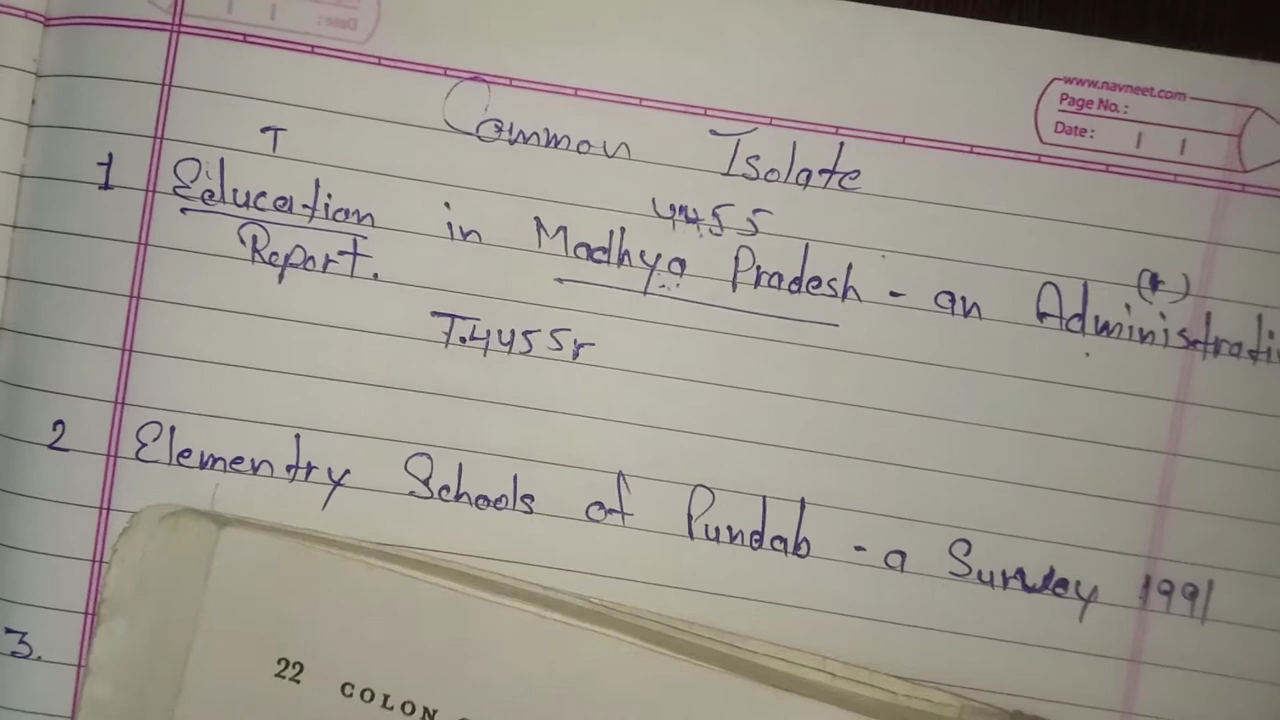 www.navneet.com
Page No.:
Date:
Common Isolate
T
4455
(r)
1 Education in Madhya Pradesh - an Administrati
Report.
T.4455r
2 Elementry Schools of Pundab - a Survey 1991
3.
22 COLON